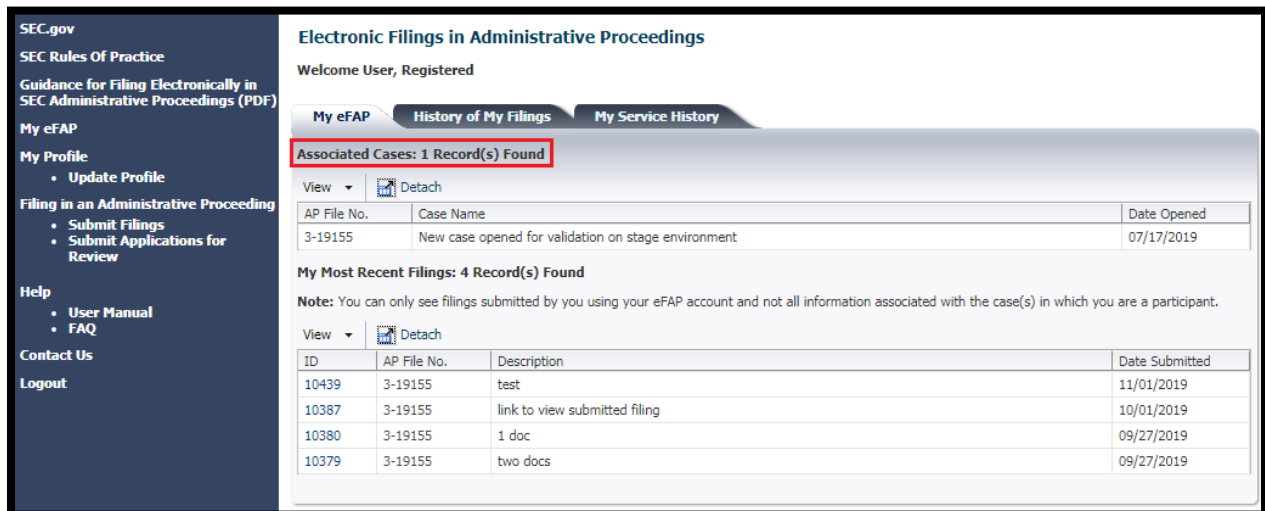 SEC.gov
SEC Rules Of Practice
Guidance for Filing Electronically in
SEC Administrative Proceedings (PDF)
My eFAP
My Profile
• Update Profile
Filing in an Administrative Proceeding
• Submit Filings
• Submit Applications for
Review
Help
• User Manual
• FAQ
Contact Us
Logout
Electronic Filings in Administrative Proceedings
Welcome User, Registered
My eFAP History of My Filings My Service History
Associated Cases: 1 Record(s) Found
View Detach
AP File No. Case Name Date Opened
3-19155 New case opened for validation on stage environment 07/17/2019
My Most Recent Filings: 4 Record(s) Found
Note: You can only see filings submitted by you using your eFAP account and not all information associated with the case(s) in which you are a participant.
View Detach
ID AP File No. Description Date Submitted
10439 3-19155 test 11/01/2019
10387 3-19155 link to view submitted filing 10/01/2019
10380 3-19155 1 doc 09/27/2019
10379 3-19155 two docs 09/27/2019